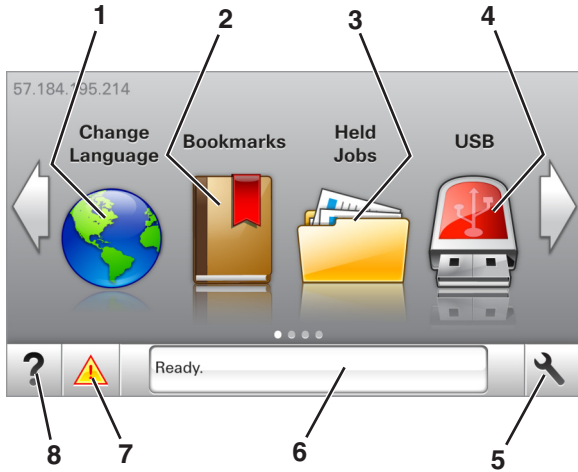 1 2 3 4
57.184.195.214
Change
Language
Bookmarks
Held
Jobs
USB
?
Ready.
8 7 6 5